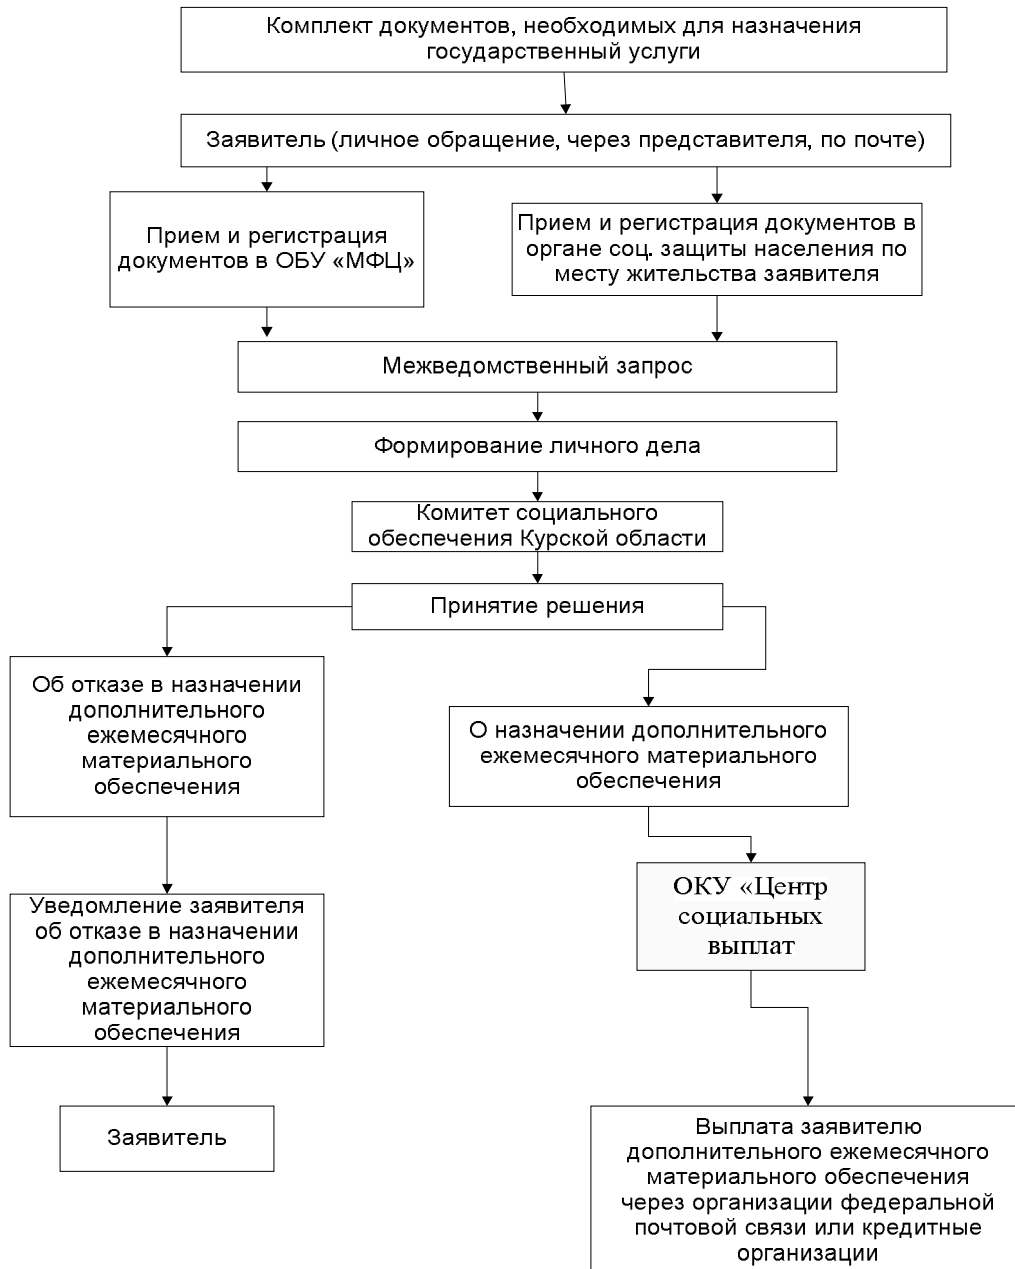 Комплект документов, необходимых для назначения
государственный услуги
Заявитель (личное обращение, через представителя, по почте)
Прием и регистрация
документов в ОБУ «МФЦ»
Прием и регистрация документов в
органе соц. защиты населения по
месту жительства заявителя
Межведомственный запрос
Формирование личного дела
Комитет социального
обеспечения Курской области
Принятие решения
Об отказе в назначении
дополнительного
ежемесячного
материального
обеспечения
О назначении дополнительного
ежемесячного материального
обеспечения
ОКУ «Центр
социальных
выплат
Уведомление заявителя
об отказе в назначении
дополнительного
ежемесячного
материального
обеспечения
Заявитель
Выплата заявителю
дополнительного ежемесячного
материального обеспечения
через организации федеральной
почтовой связи или кредитные
организации